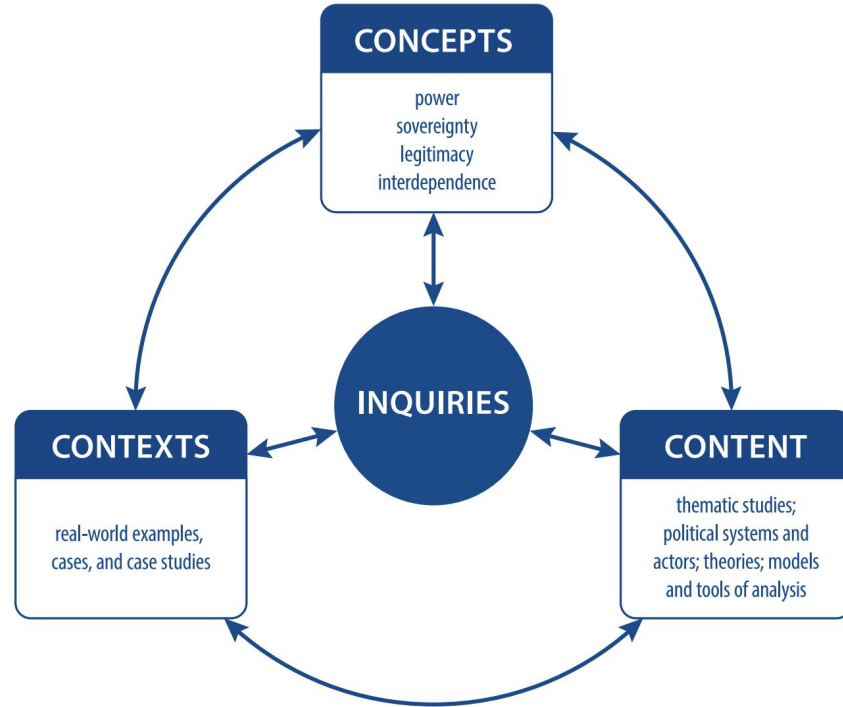 CONCEPTS
power
sovereignty
legitimacy
interdependence
INQUIRIES
CONTEXTS
real-world examples,
cases, and case studies
CONTENT
thematic studies;
political systems and
actors; theories; models
and tools of analysis